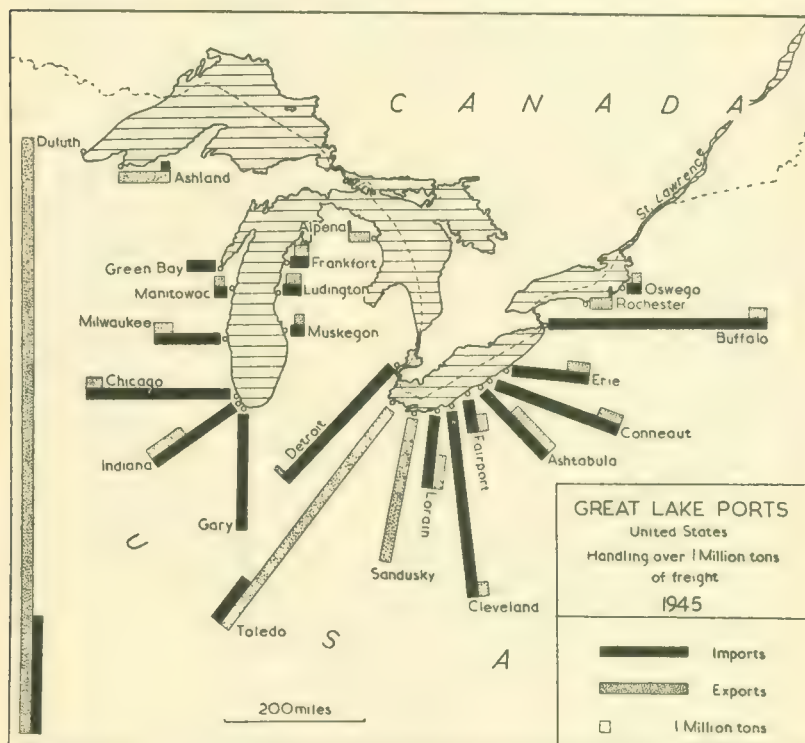 C A N A D A
Duluth
Ashland
St. Lawrence
Alpena
Green Bay
Frankfort
Oswego
Manitowoc
Ludington
Rochester
Milwaukee
Muskegon
Buffalo
Chicago
Erie
Indiana
Detroit
Fairport
Conneaut
Ashtabula
Gary
Lorain
Sandusky
Cleveland
Toledo
U S A
200 miles
GREAT LAKE PORTS
United States
Handling over 1 Million tons
of freight
1945
Imports
Exports
1 Million tons